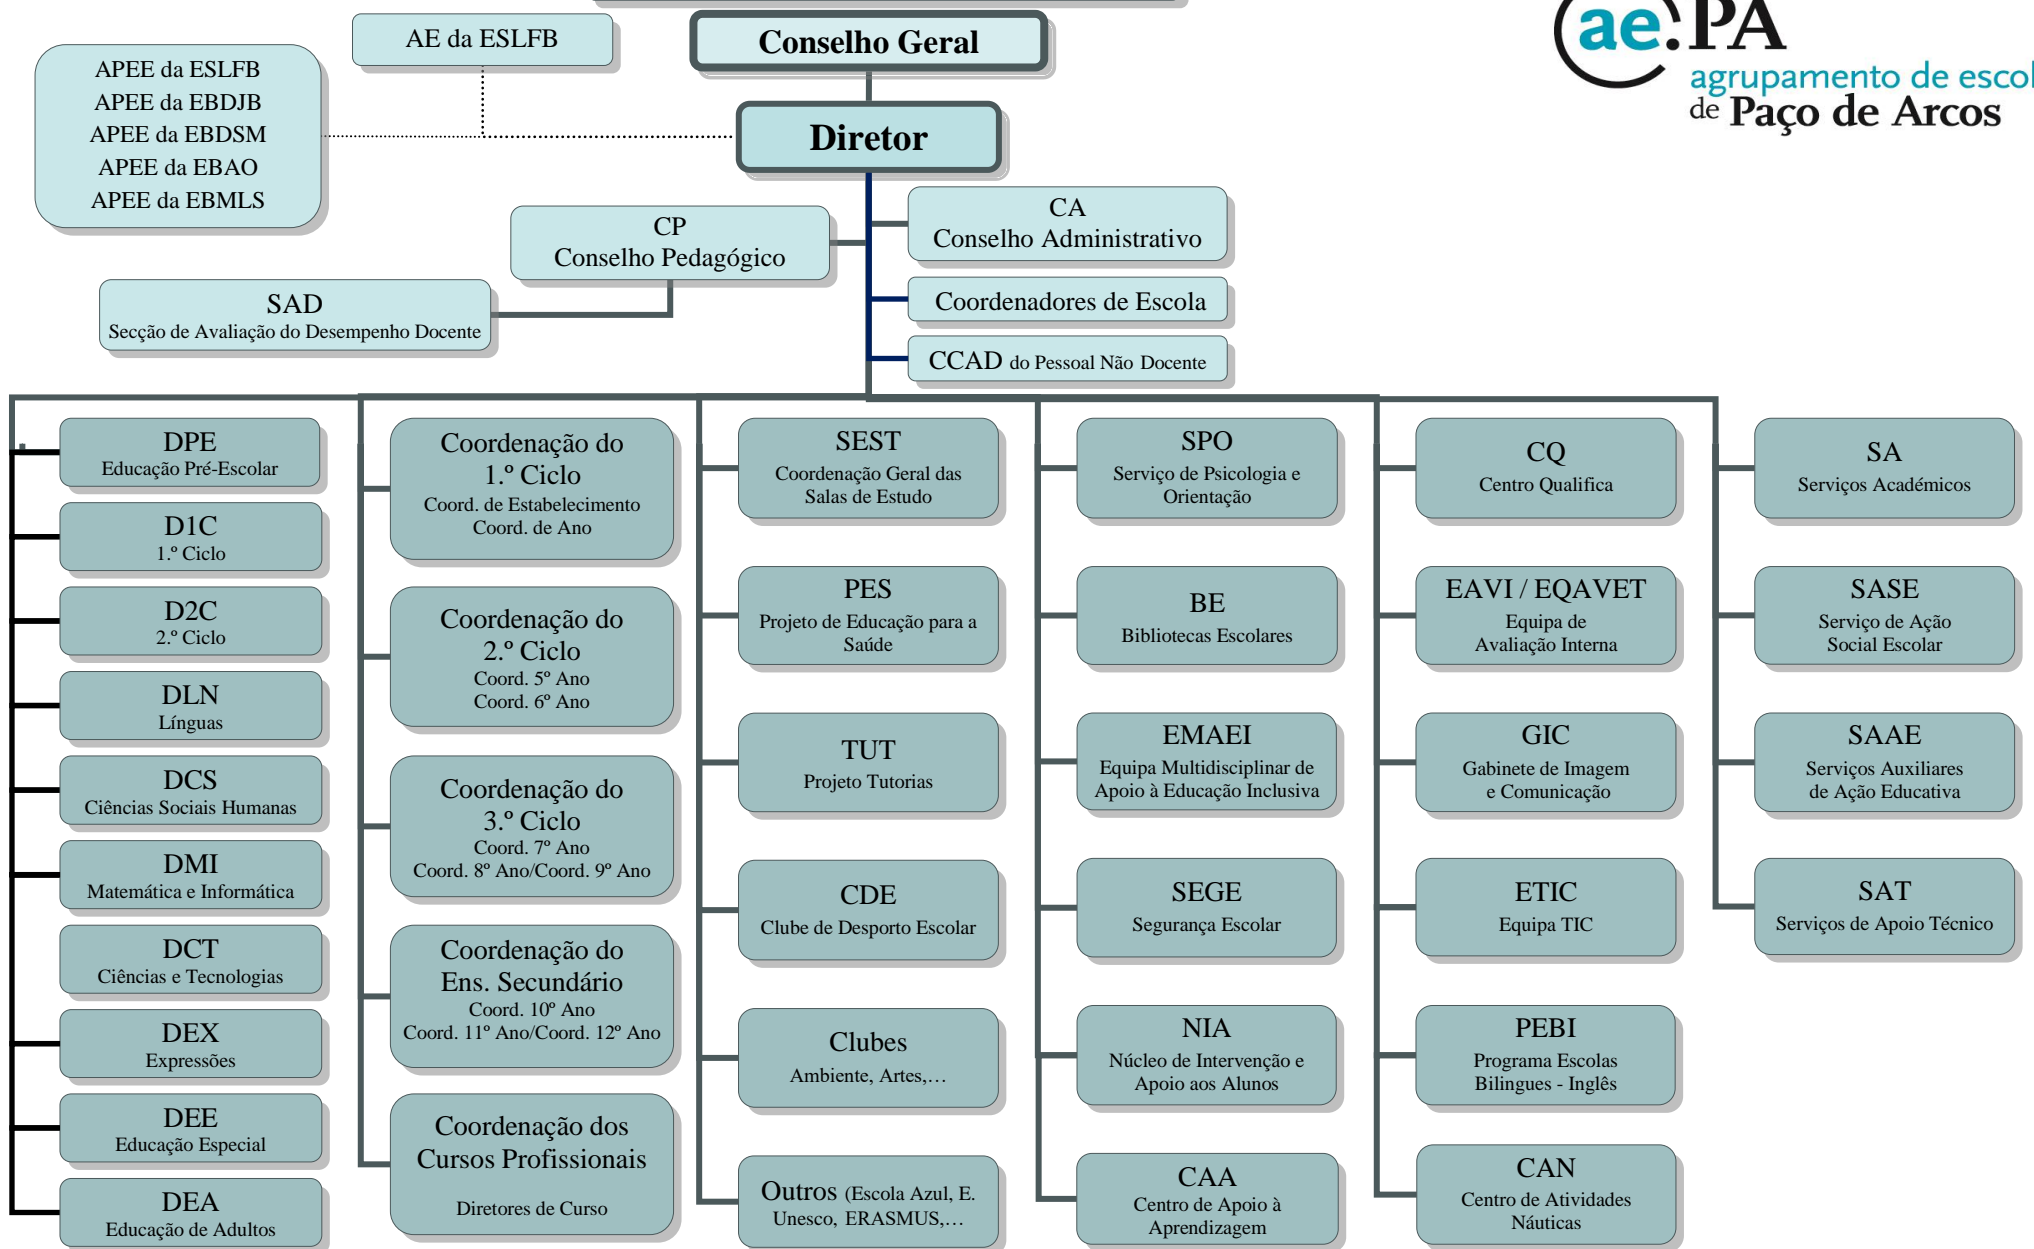 AE da ESLFB
Conselho Geral
ae.PA
agrupamento de escol
de Paço de Arcos
APEE da ESLFB
APEE da EBDJB
APEE da EBDSM
APEE da EBAO
APEE da EBMLS
Diretor
CP
Conselho Pedagógico
CA
Conselho Administrativo
SAD
Secção de Avaliação do Desempenho Docente
Coordenadores de Escola
CCAD do Pessoal Não Docente
DPE
Educação Pré-Escolar
D1C
1.º Ciclo
D2C
2.º Ciclo
DLN
Línguas
DCS
Ciências Sociais Humanas
DMI
Matemática e Informática
DCT
Ciências e Tecnologias
DEX
Expressões
DEE
Educação Especial
DEA
Educação de Adultos
Coordenação do
1.º Ciclo
Coord. de Estabelecimento
Coord. de Ano
Coordenação do
2.º Ciclo
Coord. 5º Ano
Coord. 6º Ano
Coordenação do
3.º Ciclo
Coord. 7º Ano
Coord. 8º Ano/Coord. 9º Ano
Coordenação do
Ens. Secundário
Coord. 10º Ano
Coord. 11º Ano/Coord. 12º Ano
Coordenação dos
Cursos Profissionais
Diretores de Curso
SEST
Coordenação Geral das
Salas de Estudo
PES
Projeto de Educação para a
Saúde
TUT
Projeto Tutorias
CDE
Clube de Desporto Escolar
Clubes
Ambiente, Artes,…
Outros (Escola Azul, E.
Unesco, ERASMUS,…
SPO
Serviço de Psicologia e
Orientação
BE
Bibliotecas Escolares
EMAEI
Equipa Multidisciplinar de
Apoio à Educação Inclusiva
SEGE
Segurança Escolar
NIA
Núcleo de Intervenção e
Apoio aos Alunos
CAA
Centro de Apoio à
Aprendizagem
CQ
Centro Qualifica
EAVI / EQAVET
Equipa de
Avaliação Interna
GIC
Gabinete de Imagem
e Comunicação
ETIC
Equipa TIC
PEBI
Programa Escolas
Bilingues - Inglês
CAN
Centro de Atividades
Náuticas
SA
Serviços Académicos
SASE
Serviço de Ação
Social Escolar
SAAE
Serviços Auxiliares
de Ação Educativa
SAT
Serviços de Apoio Técnico